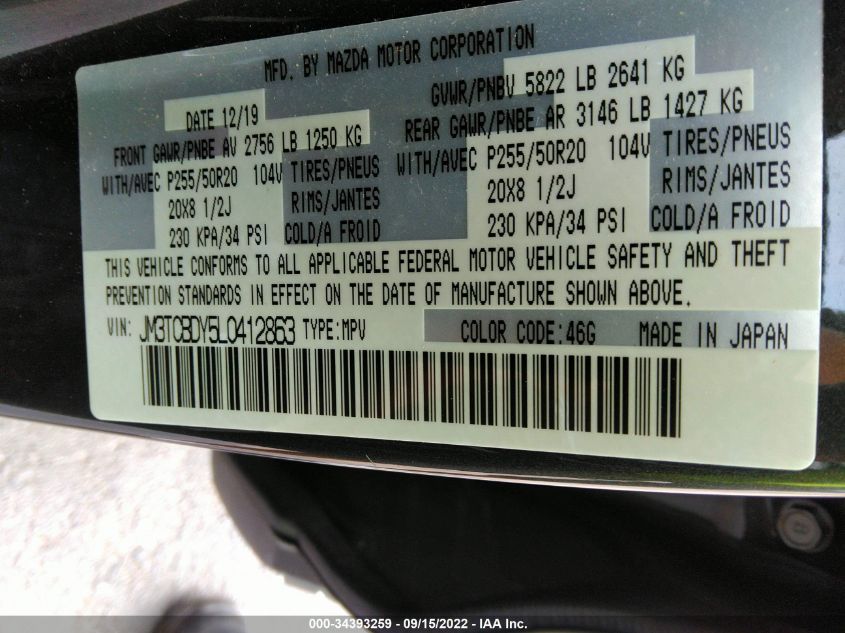 MFD. BY MAZDA MOTOR CORPORATION
DATE 12/19 GVWR/PNBV 5822 LB 2641 KG
FRONT GAWR/PNBE AV 2756 LB 1250 KG REAR GAWR/PNBE AR 3146 LB 1427 KG
WITH/AVEC P255/50R20 104V TIRES/PNEUS WITH/AVEC P255/50R20 104V TIRES/PNEUS
20X8 1/2J RIMS/JANTES 20X8 1/2J RIMS/JANTES
230 KPA/34 PSI COLD/A FROID 230 KPA/34 PSI COLD/A FROID
THIS VEHICLE CONFORMS TO ALL APPLICABLE FEDERAL MOTOR VEHICLE SAFETY AND THEFT
PREVENTION STANDARDS IN EFFECT ON THE DATE OF MANUFACTURE SHOWN ABOVE.
VIN: JM3TCBDY5L0412863 TYPE:MPV COLOR CODE:46G MADE IN JAPAN
000-34393259 - 09/15/2022 - IAA Inc.